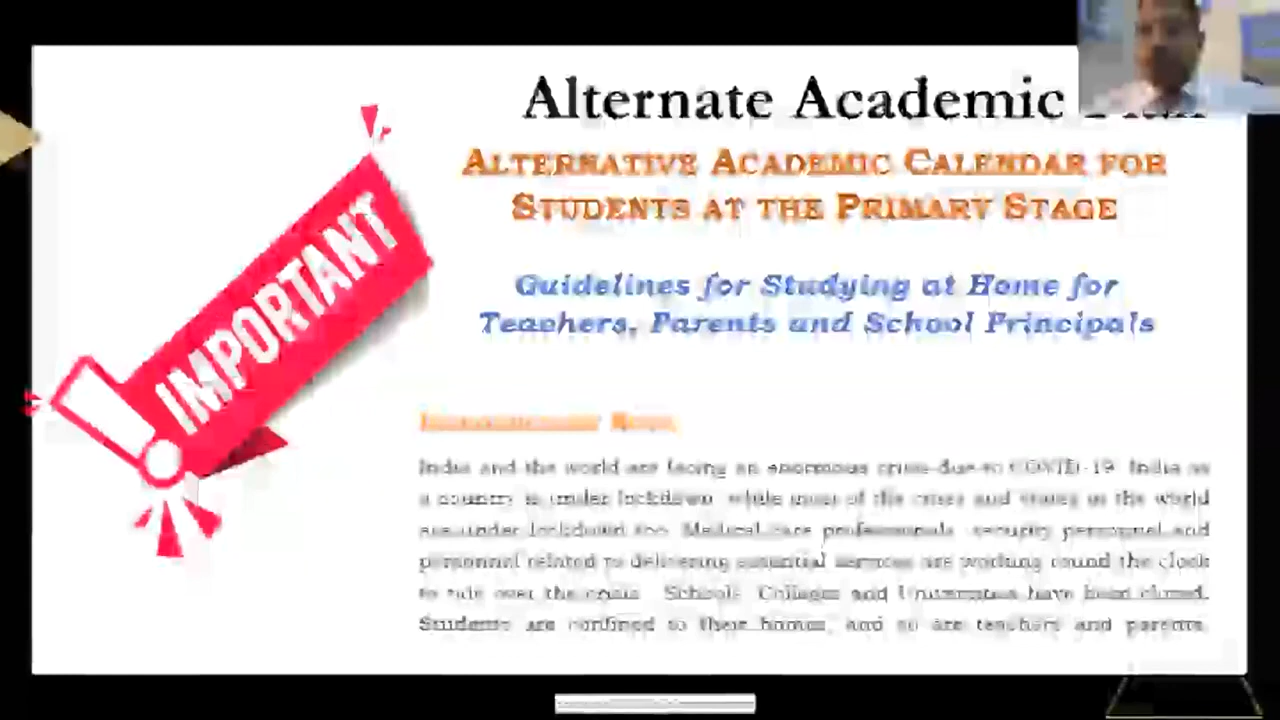 Alternate Academic
ALTERNATIVE ACADEMIC CALENDAR FOR
STUDENTS AT THE PRIMARY STAGE
IMPORTANT
Guidelines for Studying at Home for
Teachers, Parents and School Principals
India and the world are facing an enormous crisis due to COVID-19. India as
a country is under lockdown, while most of the cities and states in the world
are under lockdown too. Medical care professionals, security personnel and
personnel related to delivering essential services are working round the clock
to tide over the crisis. Schools, Colleges and Universities have been closed.
Students are confined to their homes, and so are teachers and parents.